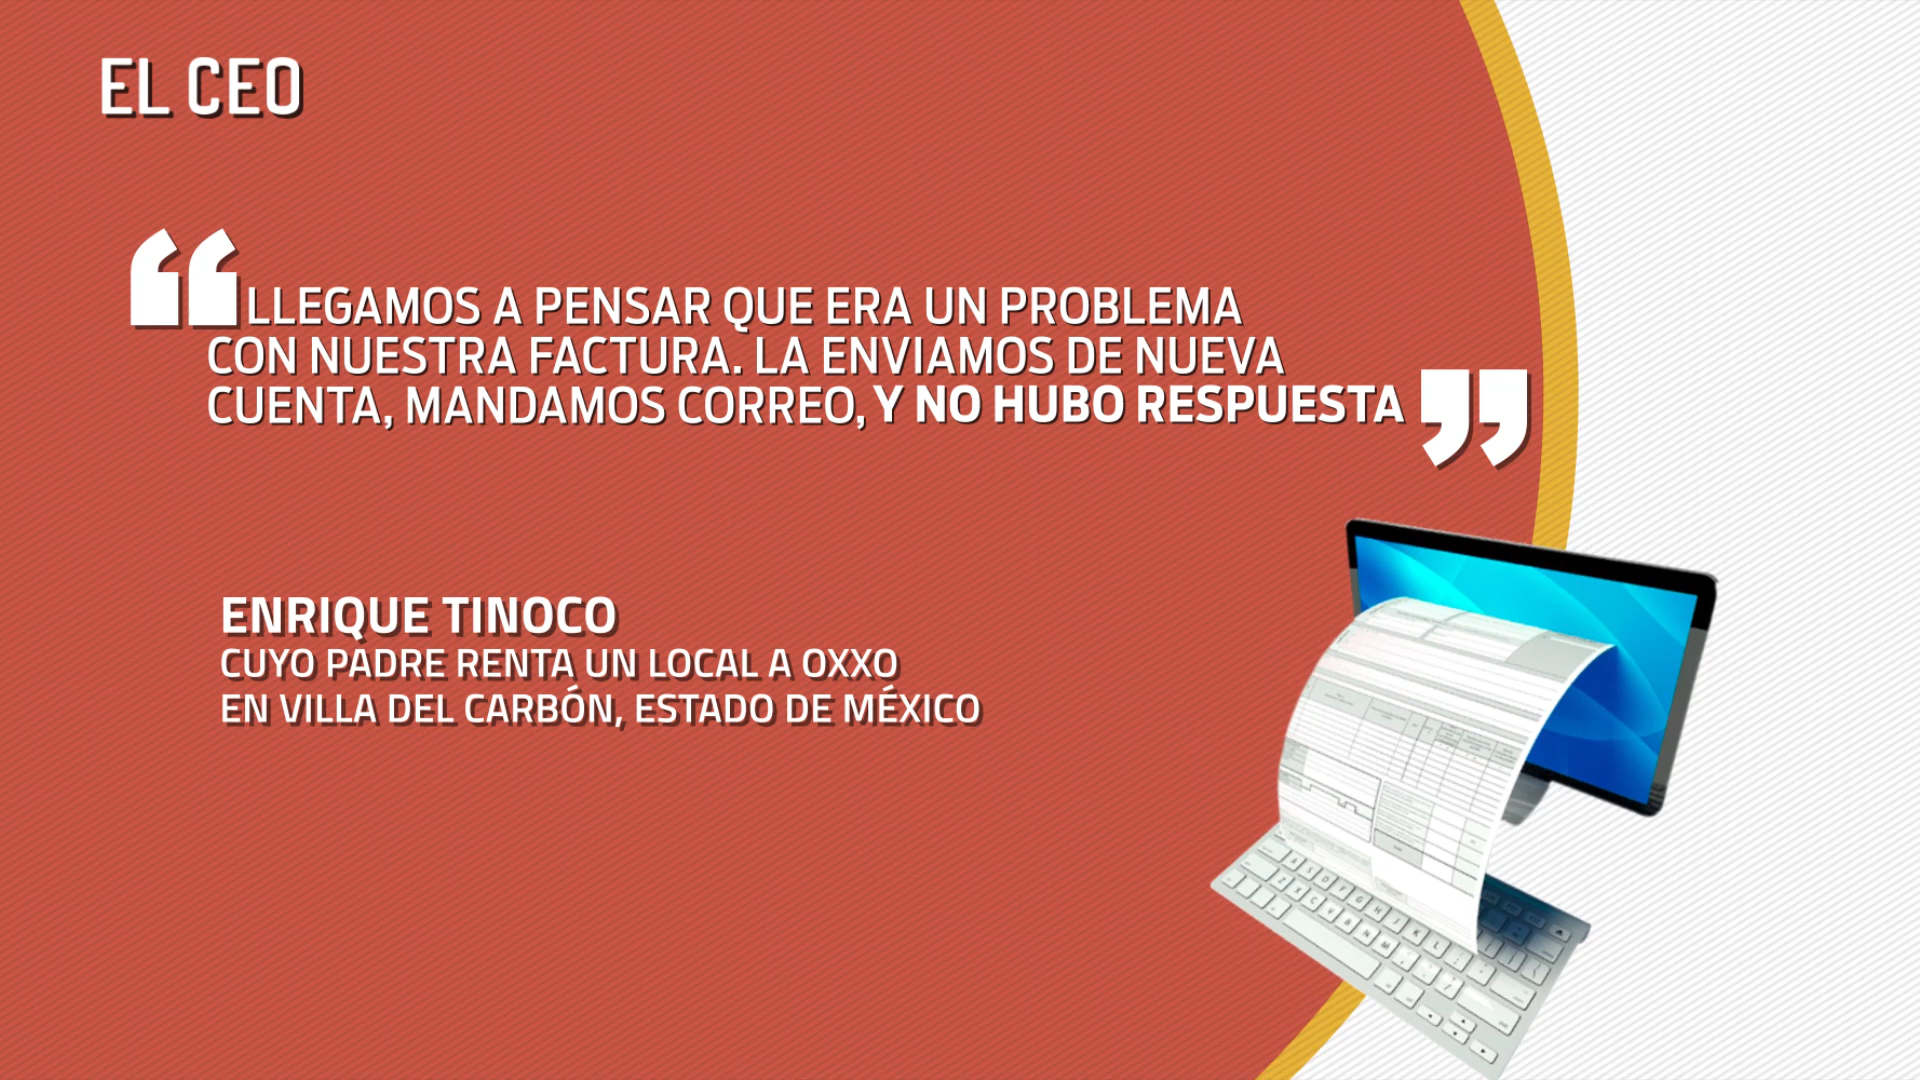 EL CEO
“LLEGAMOS A PENSAR QUE ERA UN PROBLEMA
CON NUESTRA FACTURA. LA ENVIAMOS DE NUEVA
CUENTA, MANDAMOS CORREO, Y NO HUBO RESPUESTA”
ENRIQUE TINOCO
CUYO PADRE RENTA UN LOCAL A OXXO
EN VILLA DEL CARBÓN, ESTADO DE MÉXICO